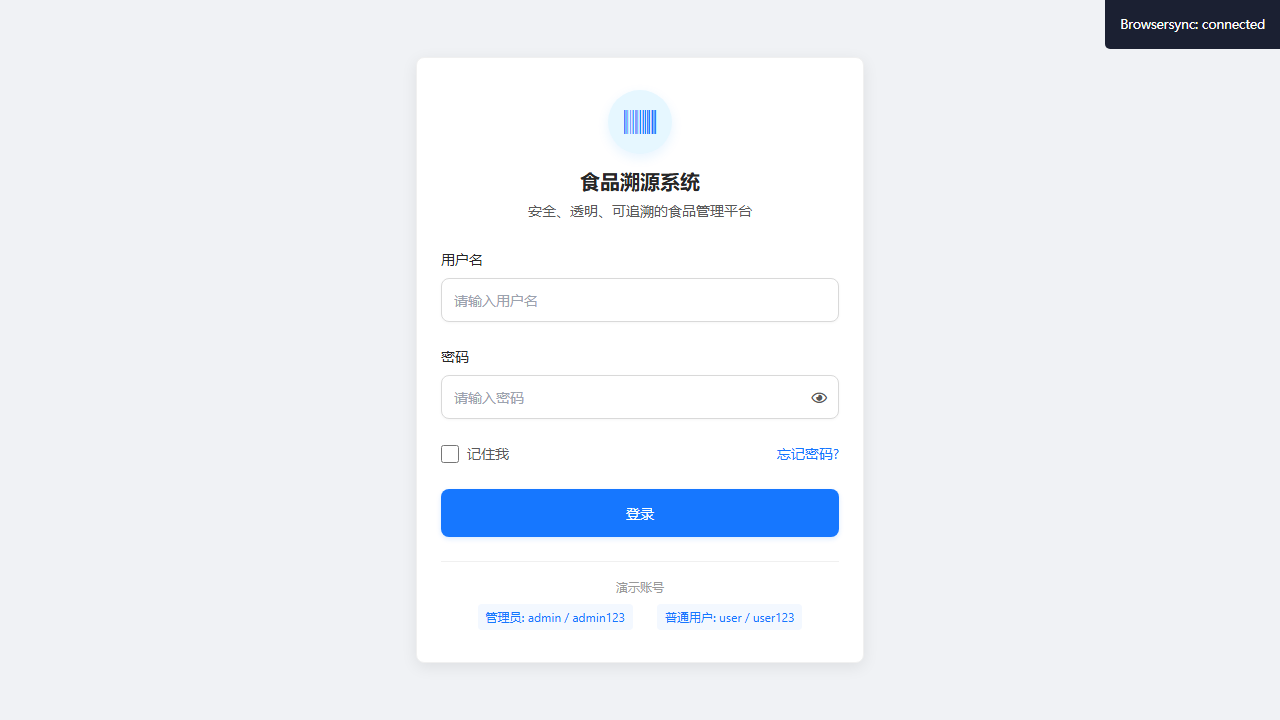 Browsersync: connected
食品溯源系统
安全、透明、可追溯的食品管理平台
用户名
请输入用户名
密码
请输入密码
记住我 忘记密码?
登录
演示账号
管理员: admin / admin123 普通用户: user / user123